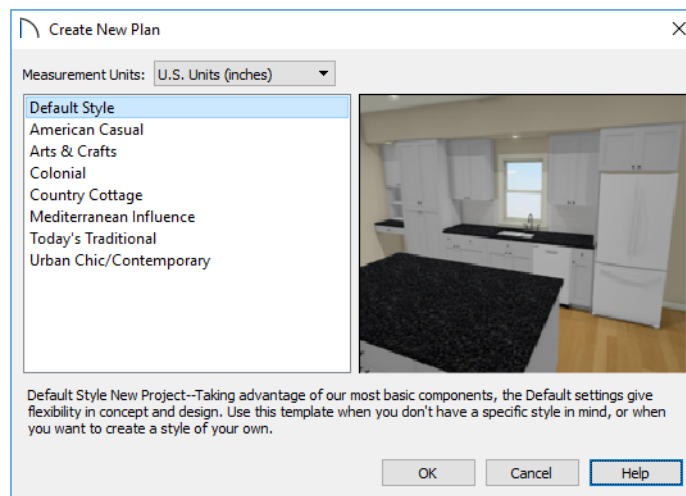 Create New Plan
Measurement Units: U.S. Units (inches)
Default Style
American Casual
Arts & Crafts
Colonial
Country Cottage
Mediterranean Influence
Today's Traditional
Urban Chic/Contemporary
Default Style New Project--Taking advantage of our most basic components, the Default settings give
flexibility in concept and design. Use this template when you don't have a specific style in mind, or when
you want to create a style of your own.
OK Cancel Help